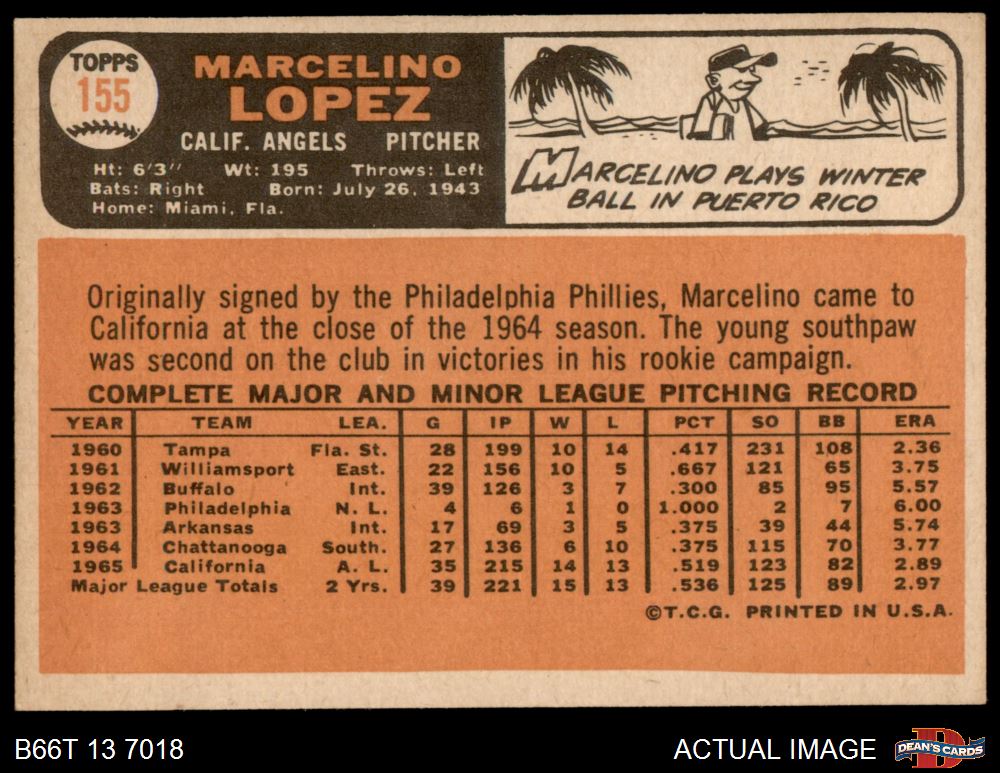 TOPPS
155
MARCELINO
LOPEZ
CALIF. ANGELS PITCHER
Ht: 6'3" Wt: 195 Throws: Left
Bats: Right Born: July 26, 1943
Home: Miami, Fla.
MARCELINO PLAYS WINTER
BALL IN PUERTO RICO
Originally signed by the Philadelphia Phillies, Marcelino came to
California at the close of the 1964 season. The young southpaw
was second on the club in victories in his rookie campaign.
COMPLETE MAJOR AND MINOR LEAGUE PITCHING RECORD
YEAR TEAM LEA. G IP W L PCT SO BB ERA
1960 Tampa Fla. St. 28 199 10 14 .417 231 108 2.36
1961 Williamsport East. 22 156 10 5 .667 121 65 3.75
1962 Buffalo Int. 39 126 3 7 .300 85 95 5.57
1963 Philadelphia N. L. 4 6 1 0 1.000 2 7 6.00
1963 Arkansas Int. 17 69 3 5 .375 39 44 5.74
1964 Chattanooga South. 27 136 6 10 .375 115 70 3.77
1965 California A. L. 35 215 14 13 .519 123 82 2.89
Major League Totals 2 Yrs. 39 221 15 13 .536 125 89 2.97
©T.C.G. PRINTED IN U.S.A.
B66T 13 7018
ACTUAL IMAGE
D
DEAN'S CARDS